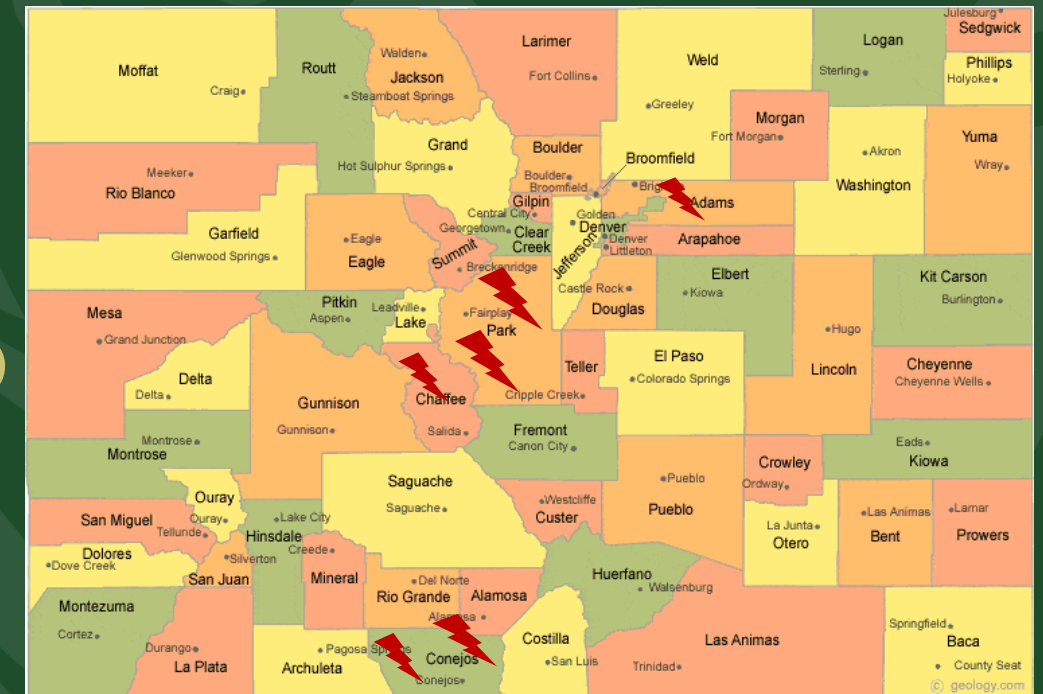 Julesburg
Sedgwick
Larimer
Logan
Walden
Weld
Phillips
Moffat
Routt
Jackson
Fort Collins
Sterling
Holyoke
Craig
Steamboat Springs
Greeley
Morgan
Fort Morgan
Yuma
Grand
Boulder
Akron
Hot Sulphur Springs
Broomfield
Wray
Meeker
Boulder
Washington
Rio Blanco
Broomfield
Gilpin
Adams
Central City
Golden
Garfield
Georgetown
Clear
Creek
Denver
Eagle
Summit
Jefferson
Denver
Arapahoe
Glenwood Springs
Eagle
Littleton
Breckenridge
Elbert
Kit Carson
Castle Rock
Kiowa
Burlington
Pitkin
Leadville
Douglas
Mesa
Aspen
Lake
Fairplay
Park
Hugo
Grand Junction
El Paso
Teller
Lincoln
Cheyenne
Delta
Colorado Springs
Cheyenne Wells
Delta
Cripple Creek
Gunnison
Chaffee
Gunnison
Salida
Fremont
Montrose
Canon City
Eads
Montrose
Kiowa
Crowley
Saguache
Pueblo
Ordway
Ouray
Saguache
Westcliffe
Pueblo
Las Animas
Lamar
San Miguel
Ouray
Lake City
Custer
La Junta
Telluride
Hinsdale
Otero
Bent
Prowers
Dolores
Creede
Dove Creek
Silverton
San Juan
Mineral
Del Norte
Huerfano
Rio Grande
Alamosa
Walsenburg
Montezuma
Alamosa
Cortez
Costilla
Las Animas
Springfield
Durango
Pagosa Springs
Baca
La Plata
Archuleta
Conejos
San Luis
Trinidad
County Seat
Conejos
© geology.com